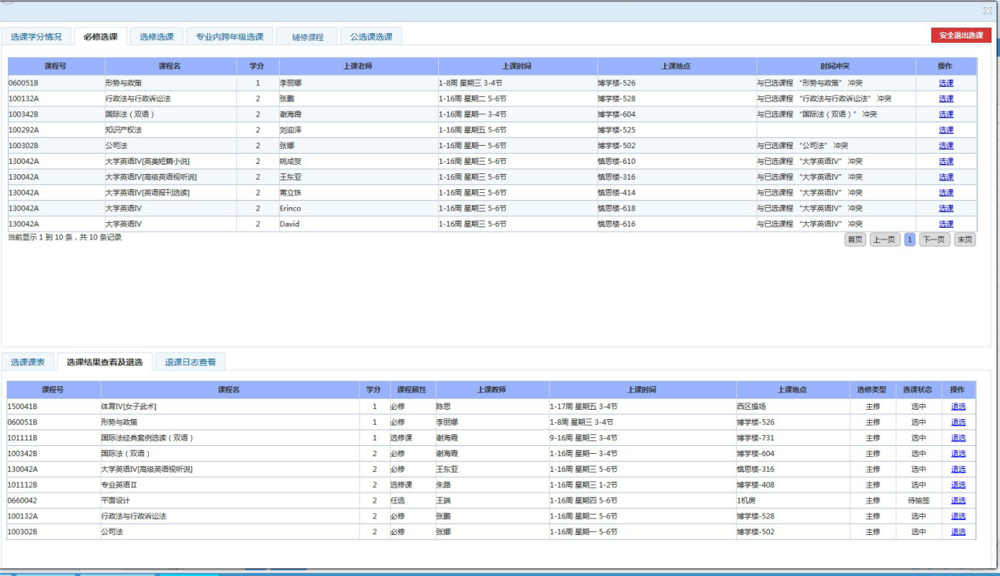 选课学分情况 必修选课 选修选课 专业内跨年级选课 辅修课程 公选课选课 安全退出选课
课程号 课程名 学分 上课老师 上课时间 上课地点 时间冲突 操作
060051B 形势与政策 1 李丽娜 1-8周 星期三 3-4节 博学楼-526 与已选课程 “形势与政策” 冲突 选课
100132A 行政法与行政诉讼法 2 张鹏 1-16周 星期二 5-6节 博学楼-528 与已选课程 “行政法与行政诉讼法” 冲突 选课
100342B 国际法（双语） 2 谢海霞 1-16周 星期一 3-4节 博学楼-604 与已选课程 “国际法（双语）” 冲突 选课
100292A 知识产权法 2 刘迎泽 1-16周 星期五 5-6节 博学楼-525 选课
100302B 公司法 2 张娜 1-16周 星期一 5-6节 博学楼-502 与已选课程 “公司法” 冲突 选课
130042A 大学英语IV[英美短篇小说] 2 姚成贺 1-16周 星期三 5-6节 慎思楼-610 与已选课程 “大学英语IV” 冲突 选课
130042A 大学英语IV[高级英语视听说] 2 王东亚 1-16周 星期三 5-6节 慎思楼-316 与已选课程 “大学英语IV” 冲突 选课
130042A 大学英语IV[英语报刊选读] 2 蒋立珠 1-16周 星期三 5-6节 慎思楼-414 与已选课程 “大学英语IV” 冲突 选课
130042A 大学英语IV 2 Erinco 1-16周 星期三 5-6节 慎思楼-618 与已选课程 “大学英语IV” 冲突 选课
130042A 大学英语IV 2 David 1-16周 星期三 5-6节 慎思楼-616 与已选课程 “大学英语IV” 冲突 选课
当前显示 1 到 10 条，共 10 条记录 首页 上一页 1 下一页 末页
选课课表 选课结果查看及退选 退课日志查看
课程号 课程名 学分 课程属性 上课教师 上课时间 上课地点 选修类型 选课状态 操作
150041B 体育IV[女子武术] 1 必修 陈思 1-17周 星期五 3-4节 西区操场 主修 选中 退选
060051B 形势与政策 1 必修 李丽娜 1-8周 星期三 3-4节 博学楼-526 主修 选中 退选
101111B 国际法经典案例选读（双语） 1 选修课 谢海霞 9-16周 星期三 3-4节 博学楼-731 主修 选中 退选
100342B 国际法（双语） 2 必修 谢海霞 1-16周 星期一 3-4节 博学楼-604 主修 选中 退选
130042A 大学英语IV[高级英语视听说] 2 必修 王东亚 1-16周 星期三 5-6节 慎思楼-316 主修 选中 退选
101112B 专业英语Ⅱ 2 选修课 朱路 1-16周 星期三 1-2节 博学楼-408 主修 选中 退选
0660042 平面设计 2 任选 王端 1-16周 星期四 5-6节 1机房 主修 待抽签 退选
100132A 行政法与行政诉讼法 2 必修 张鹏 1-16周 星期二 5-6节 博学楼-528 主修 选中 退选
100302B 公司法 2 必修 张娜 1-16周 星期一 5-6节 博学楼-502 主修 选中 退选